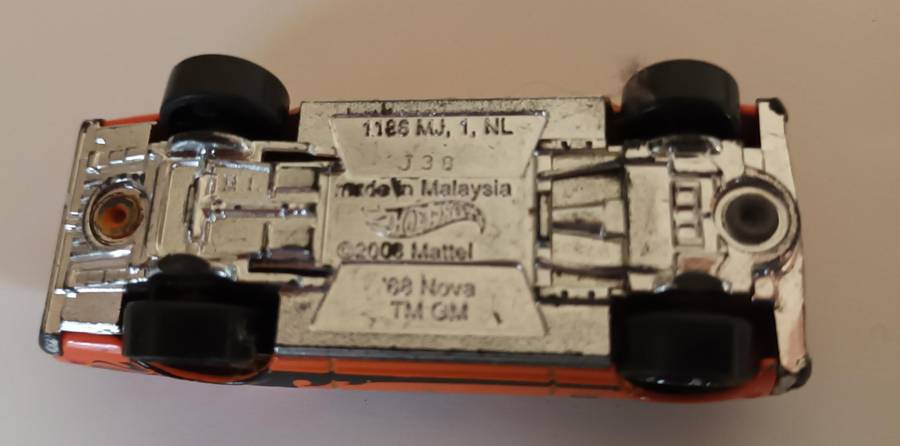 1186 MJ, 1, NL
J38
made in Malaysia
HOT WHEELS
©2008 Mattel
'68 Nova
TM GM